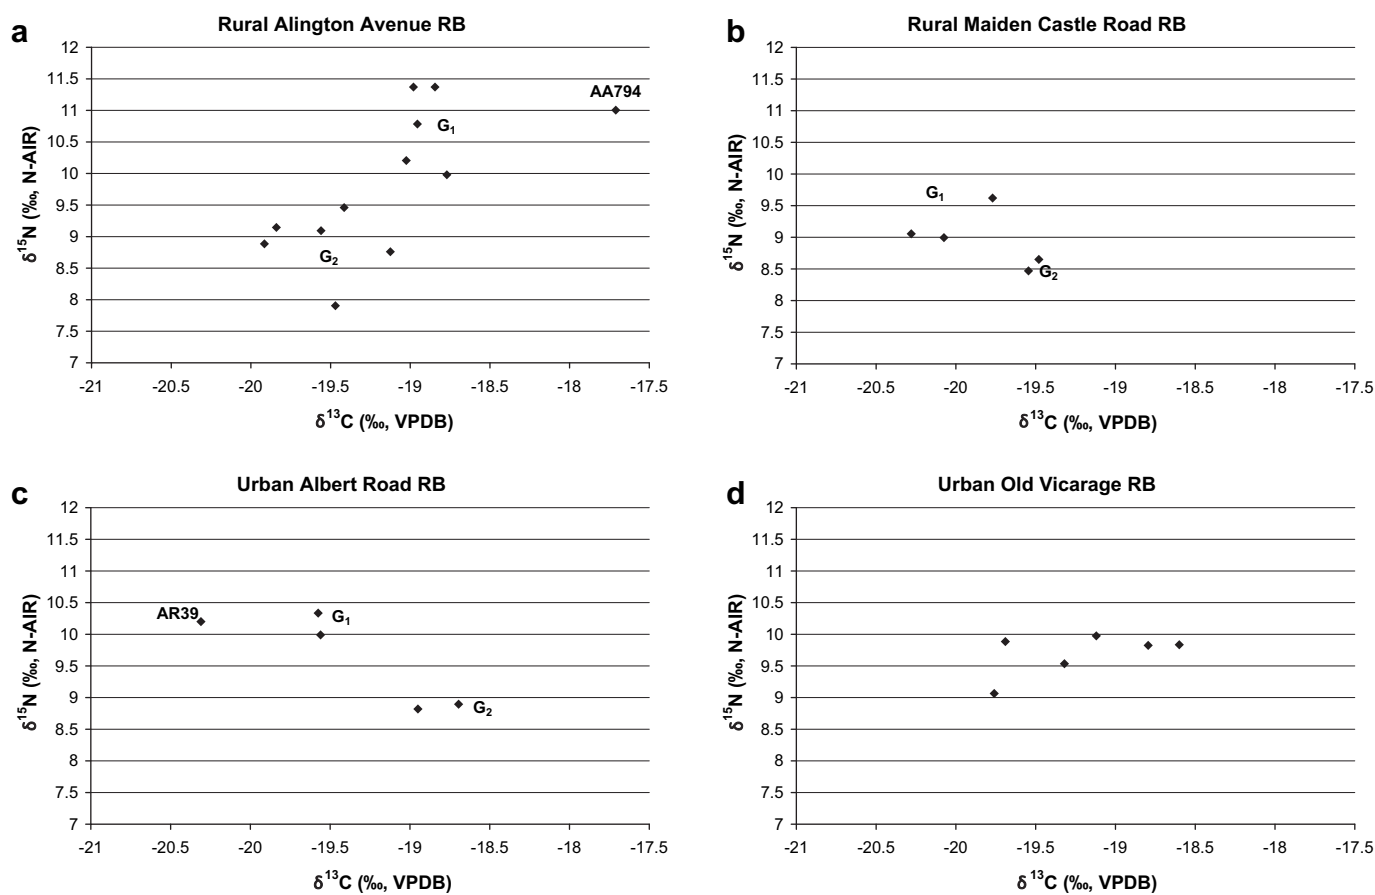 a
Rural Alington Avenue RB
12
11.5
11
10.5
10
9.5
9
8.5
8
7.5
7
δ15N (‰, N-AIR)
AA794
G1
G2
-21 -20.5 -20 -19.5 -19 -18.5 -18 -17.5
δ13C (‰, VPDB)
b
Rural Maiden Castle Road RB
12
11.5
11
10.5
10
9.5
9
8.5
8
7.5
7
δ15N (‰, N-AIR)
G1
G2
-21 -20.5 -20 -19.5 -19 -18.5 -18 -17.5
δ13C (‰, VPDB)
c
Urban Albert Road RB
12
11.5
11
10.5
10
9.5
9
8.5
8
7.5
7
δ15N (‰, N-AIR)
AR39
G1
G2
-21 -20.5 -20 -19.5 -19 -18.5 -18 -17.5
δ13C (‰, VPDB)
d
Urban Old Vicarage RB
12
11.5
11
10.5
10
9.5
9
8.5
8
7.5
7
δ15N (‰, N-AIR)
-21 -20.5 -20 -19.5 -19 -18.5 -18 -17.5
δ13C (‰, VPDB)